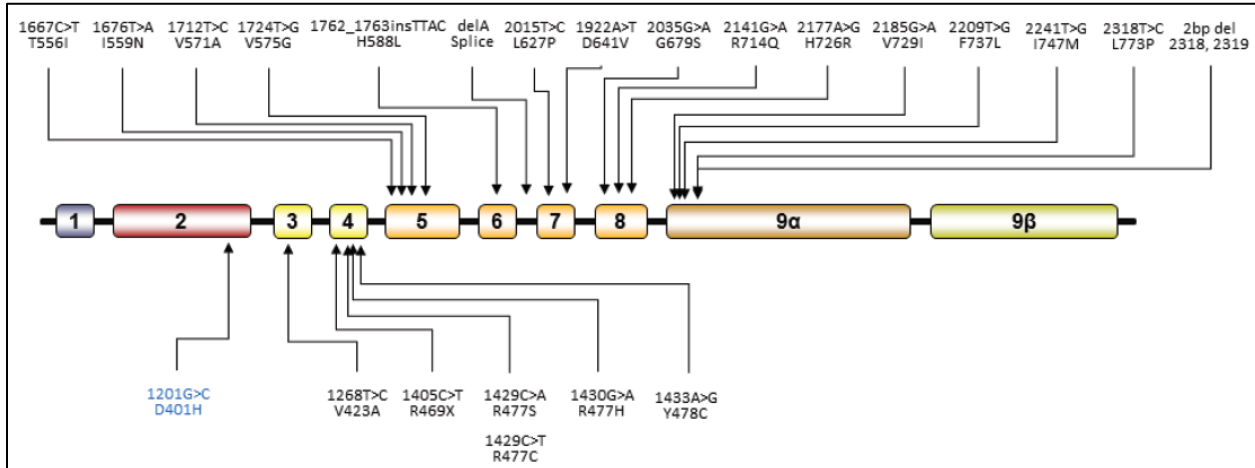 1667C>T 1676T>A 1712T>C 1724T>G 1762_1763insTTAC delA 2015T>C 1922A>T 2035G>A 2141G>A 2177A>G 2185G>A 2209T>G 2241T>G 2318T>C 2bp del
T556I I559N V571A V575G H588L Splice L627P D641V G679S R714Q H726R V729I F737L I747M L773P 2318, 2319
1 2 3 4 5 6 7 8 9α 9β
1201G>C 1268T>C 1405C>T 1429C>A 1430G>A 1433A>G
D401H V423A R469X R477S R477H Y478C
1429C>T
R477C